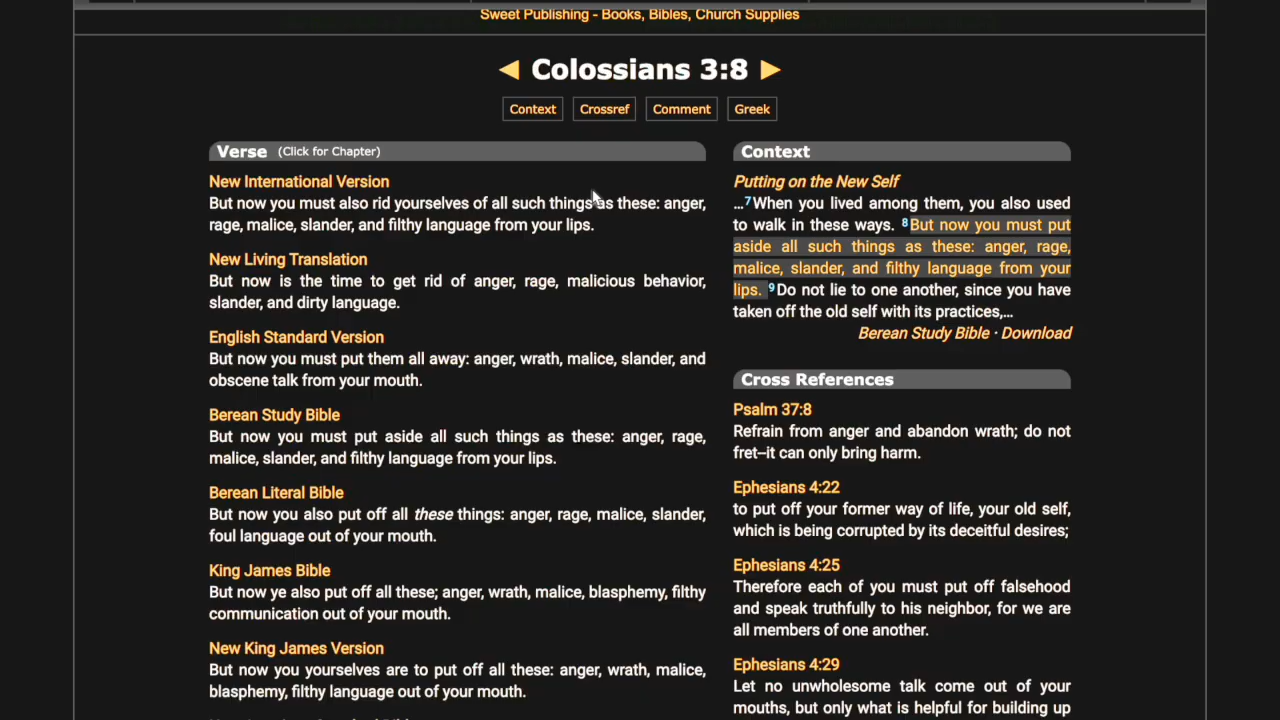 Sweet Publishing - Books, Bibles, Church Supplies
◄ Colossians 3:8 ►
Context Crossref Comment Greek
Verse (Click for Chapter)
New International Version
But now you must also rid yourselves of all such things as these: anger,
rage, malice, slander, and filthy language from your lips.
New Living Translation
But now is the time to get rid of anger, rage, malicious behavior,
slander, and dirty language.
English Standard Version
But now you must put them all away: anger, wrath, malice, slander, and
obscene talk from your mouth.
Berean Study Bible
But now you must put aside all such things as these: anger, rage,
malice, slander, and filthy language from your lips.
Berean Literal Bible
But now you also put off all these things: anger, rage, malice, slander,
foul language out of your mouth.
King James Bible
But now ye also put off all these; anger, wrath, malice, blasphemy, filthy
communication out of your mouth.
New King James Version
But now you yourselves are to put off all these: anger, wrath, malice,
blasphemy, filthy language out of your mouth.
Context
Putting on the New Self
…7When you lived among them, you also used
to walk in these ways. 8But now you must put
aside all such things as these: anger, rage,
malice, slander, and filthy language from your
lips. 9Do not lie to one another, since you have
taken off the old self with its practices,…
Berean Study Bible · Download
Cross References
Psalm 37:8
Refrain from anger and abandon wrath; do not
fret--it can only bring harm.
Ephesians 4:22
to put off your former way of life, your old self,
which is being corrupted by its deceitful desires;
Ephesians 4:25
Therefore each of you must put off falsehood
and speak truthfully to his neighbor, for we are
all members of one another.
Ephesians 4:29
Let no unwholesome talk come out of your
mouths, but only what is helpful for building up